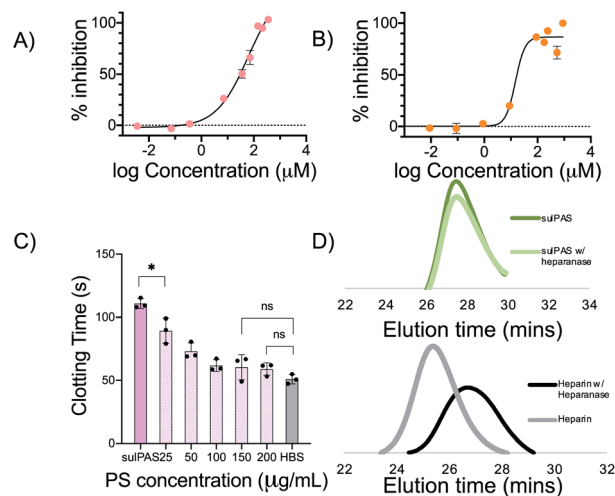 A)
% inhibition
100
50
0
-4
-2
0
2
4
log Concentration (μM)
B)
% inhibition
100
50
0
-4
-2
0
2
4
log Concentration (μM)
C)
Clotting Time (s)
150
100
50
0
*
ns
ns
sulPAS25 50 100 150 200 HBS
PS concentration (μg/mL)
D)
sulPAS
sulPAS w/
heparanase
22 24 26 28 30 34
Elution time (mins)
Heparin w/
Heparanase
Heparin
22 24 26 28 30 32
Elution time (mins)